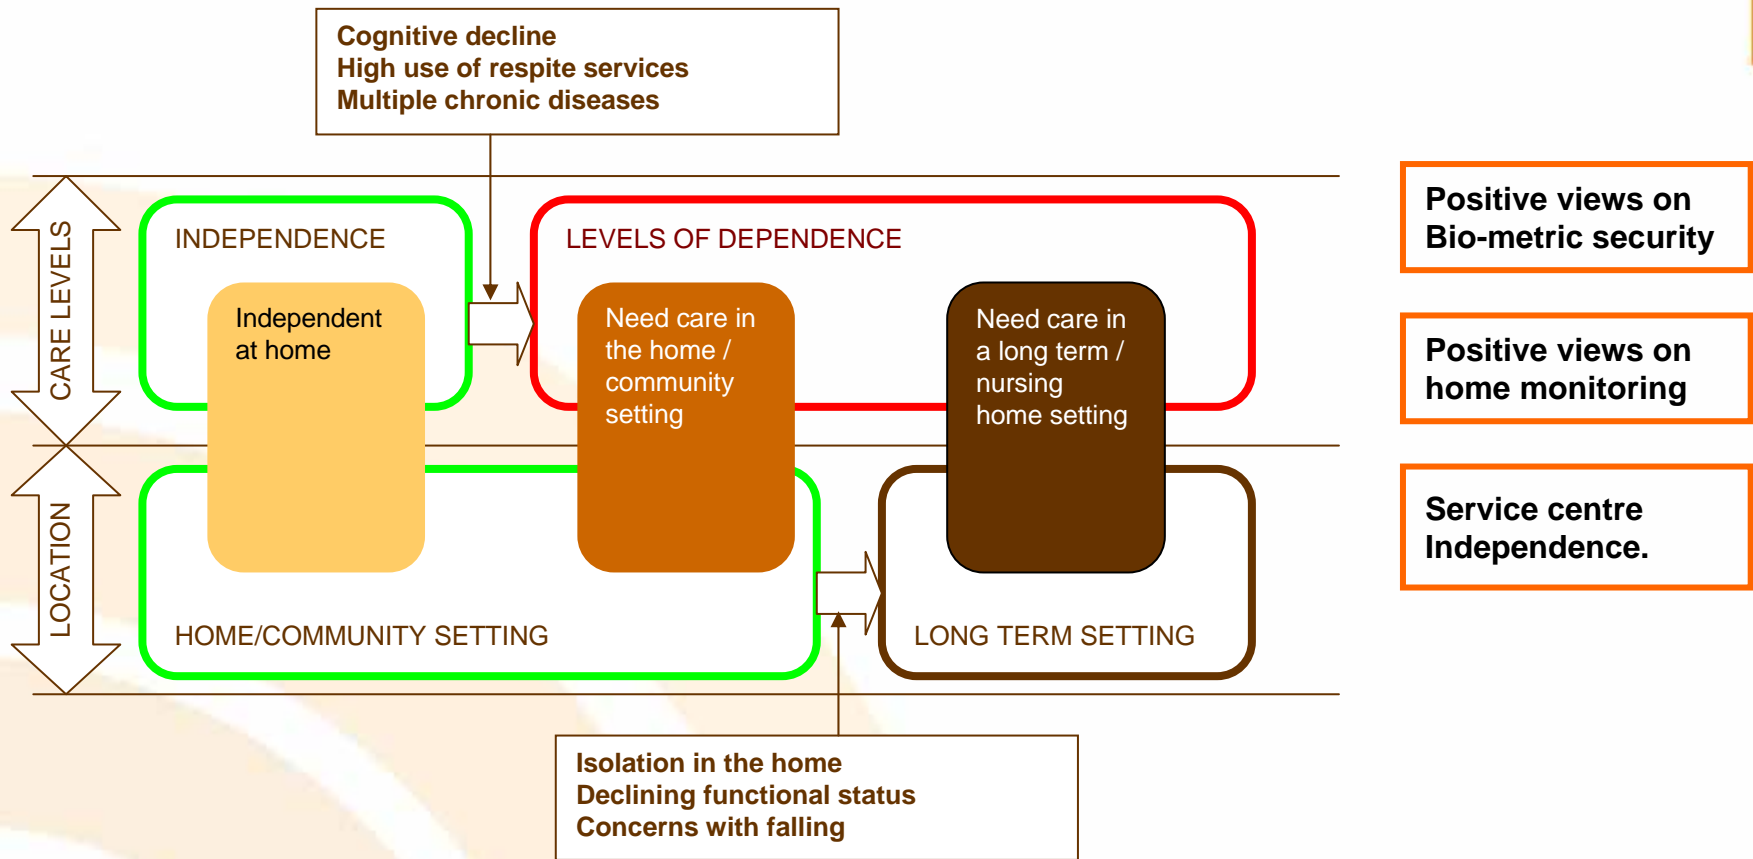 Cognitive decline
High use of respite services
Multiple chronic diseases
CARE LEVELS
INDEPENDENCE
LEVELS OF DEPENDENCE
Independent
at home
Need care in
the home /
community
setting
Need care in
a long term /
nursing
home setting
LOCATION
HOME/COMMUNITY SETTING
LONG TERM SETTING
Isolation in the home
Declining functional status
Concerns with falling
Positive views on
Bio-metric security
Positive views on
home monitoring
Service centre
Independence.